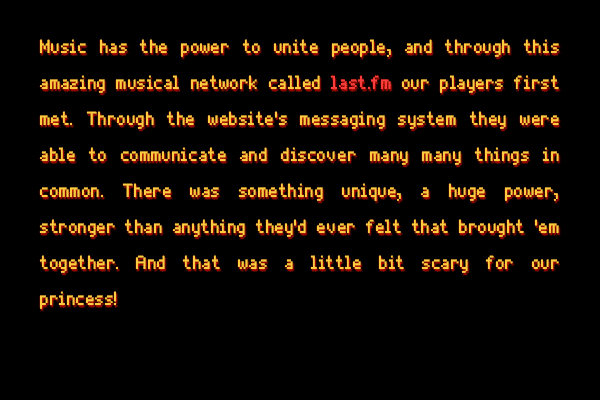 Music has the power to unite people, and through this
amazing musical network called last.fm our players first
met. Through the website's messaging system they were
able to communicate and discover many many things in
common. There was something unique, a huge power,
stronger than anything they'd ever felt that brought 'em
together. And that was a little bit scary for our
princess!